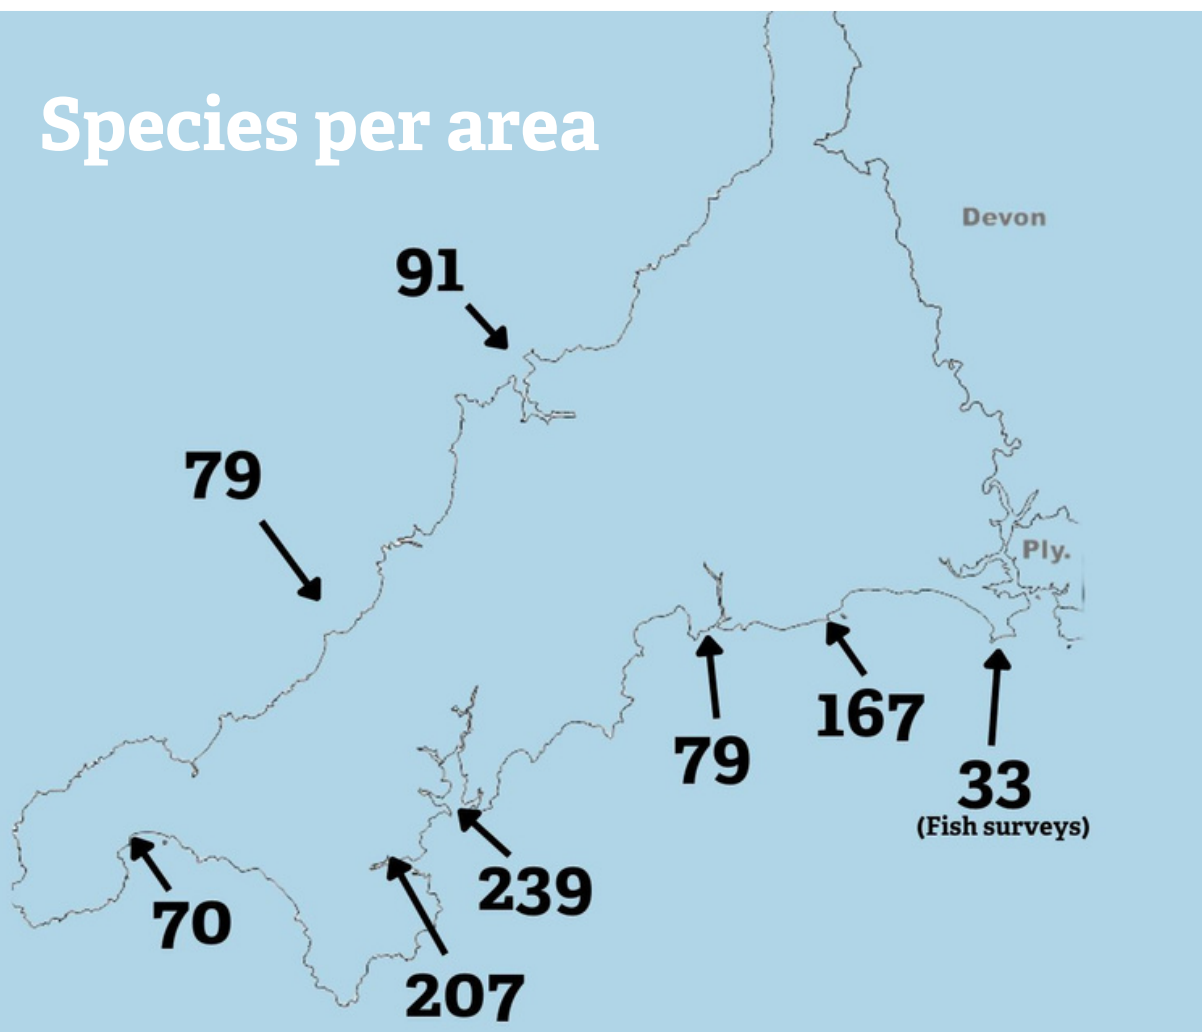 Species per area
Devon
91
79
Ply.
167
79
33
(Fish surveys)
239
70
207